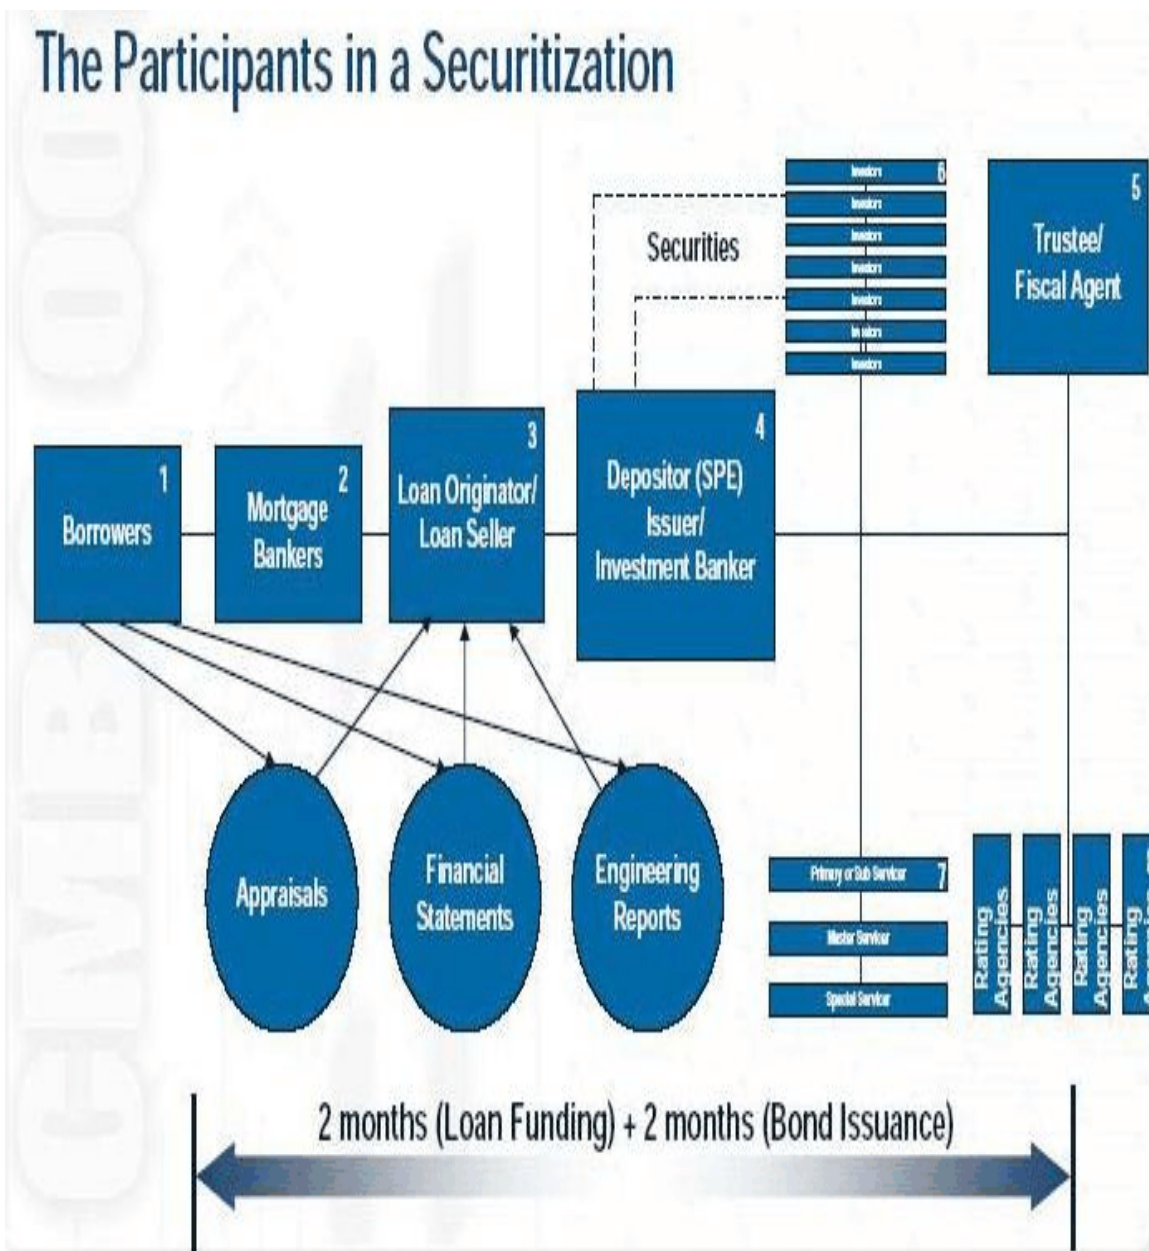 The Participants in a Securitization
Investors 6
Investors
Investors
Investors
Investors
Investors
Investors
Securities
5
Trustee/
Fiscal Agent
1
Borrowers
2
Mortgage
Bankers
3
Loan Originator/
Loan Seller
4
Depositor (SPE)
Issuer/
Investment Banker
Appraisals
Financial
Statements
Engineering
Reports
Primary or Sub Servicer 7
Master Servicer
Special Servicer
Rating
Agencies
Rating
Agencies
Rating
Agencies
Rating
2 months (Loan Funding) + 2 months (Bond Issuance)